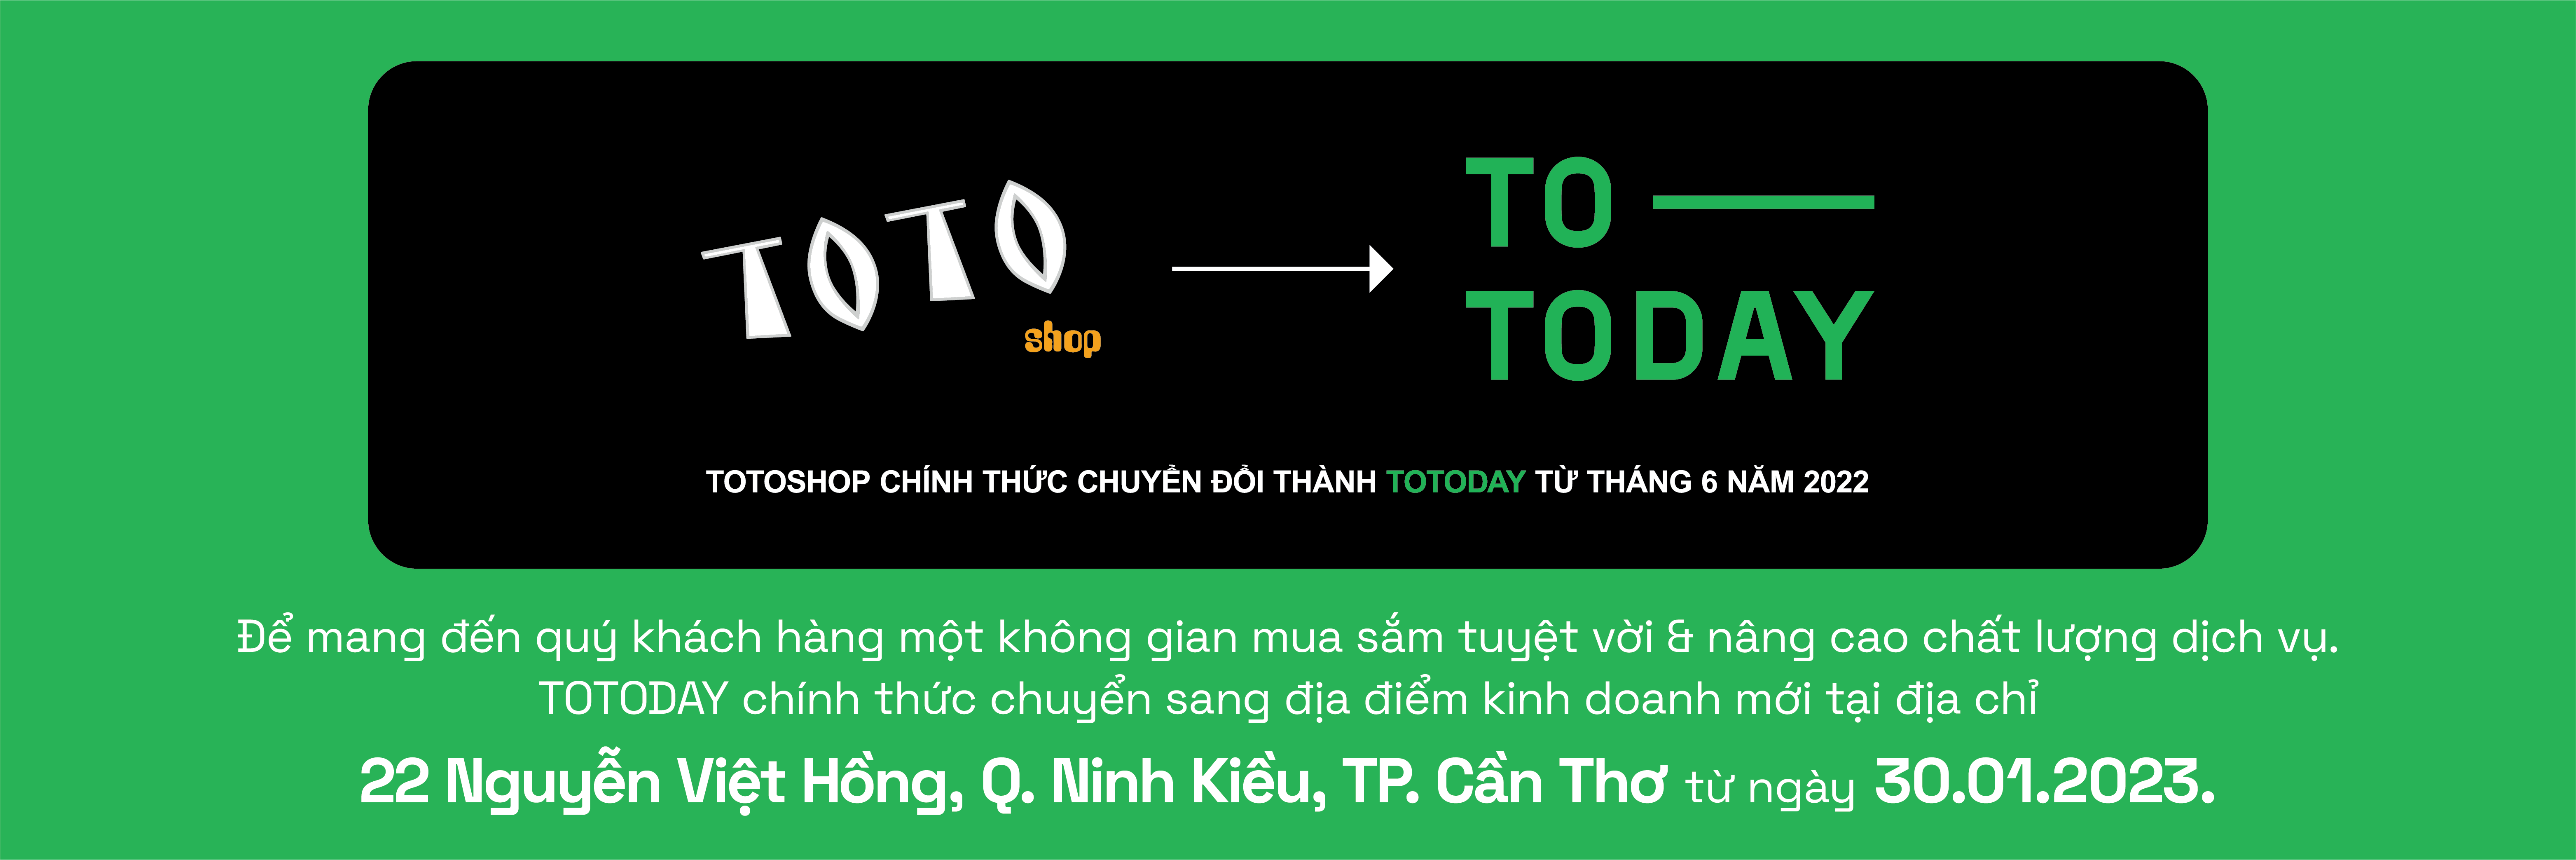 TOTO
shop
TO
TODAY
TOTOSHOP CHÍNH THỨC CHUYỂN ĐỔI THÀNH TOTODAY TỪ THÁNG 6 NĂM 2022
Để mang đến quý khách hàng một không gian mua sắm tuyệt vời & nâng cao chất lượng dịch vụ.
TOTODAY chính thức chuyển sang địa điểm kinh doanh mới tại địa chỉ
22 Nguyễn Việt Hồng, Q. Ninh Kiều, TP. Cần Thơ từ ngày 30.01.2023.